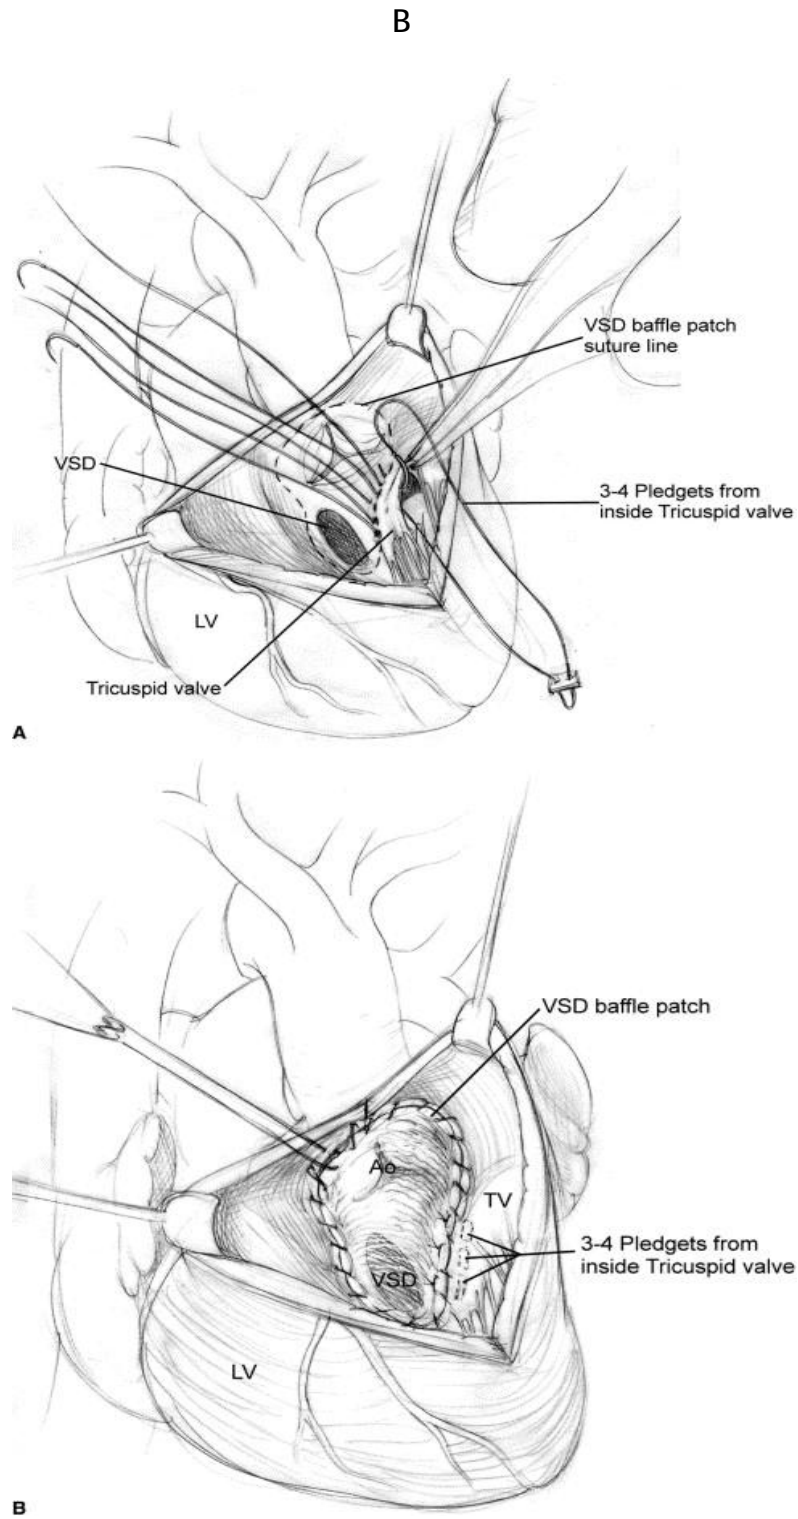 B
VSD baffle patch
suture line
VSD
3-4 Pledgets from
inside Tricuspid valve
LV
Tricuspid valve
A
VSD baffle patch
Ao
TV
3-4 Pledgets from
inside Tricuspid valve
VSD
LV
B